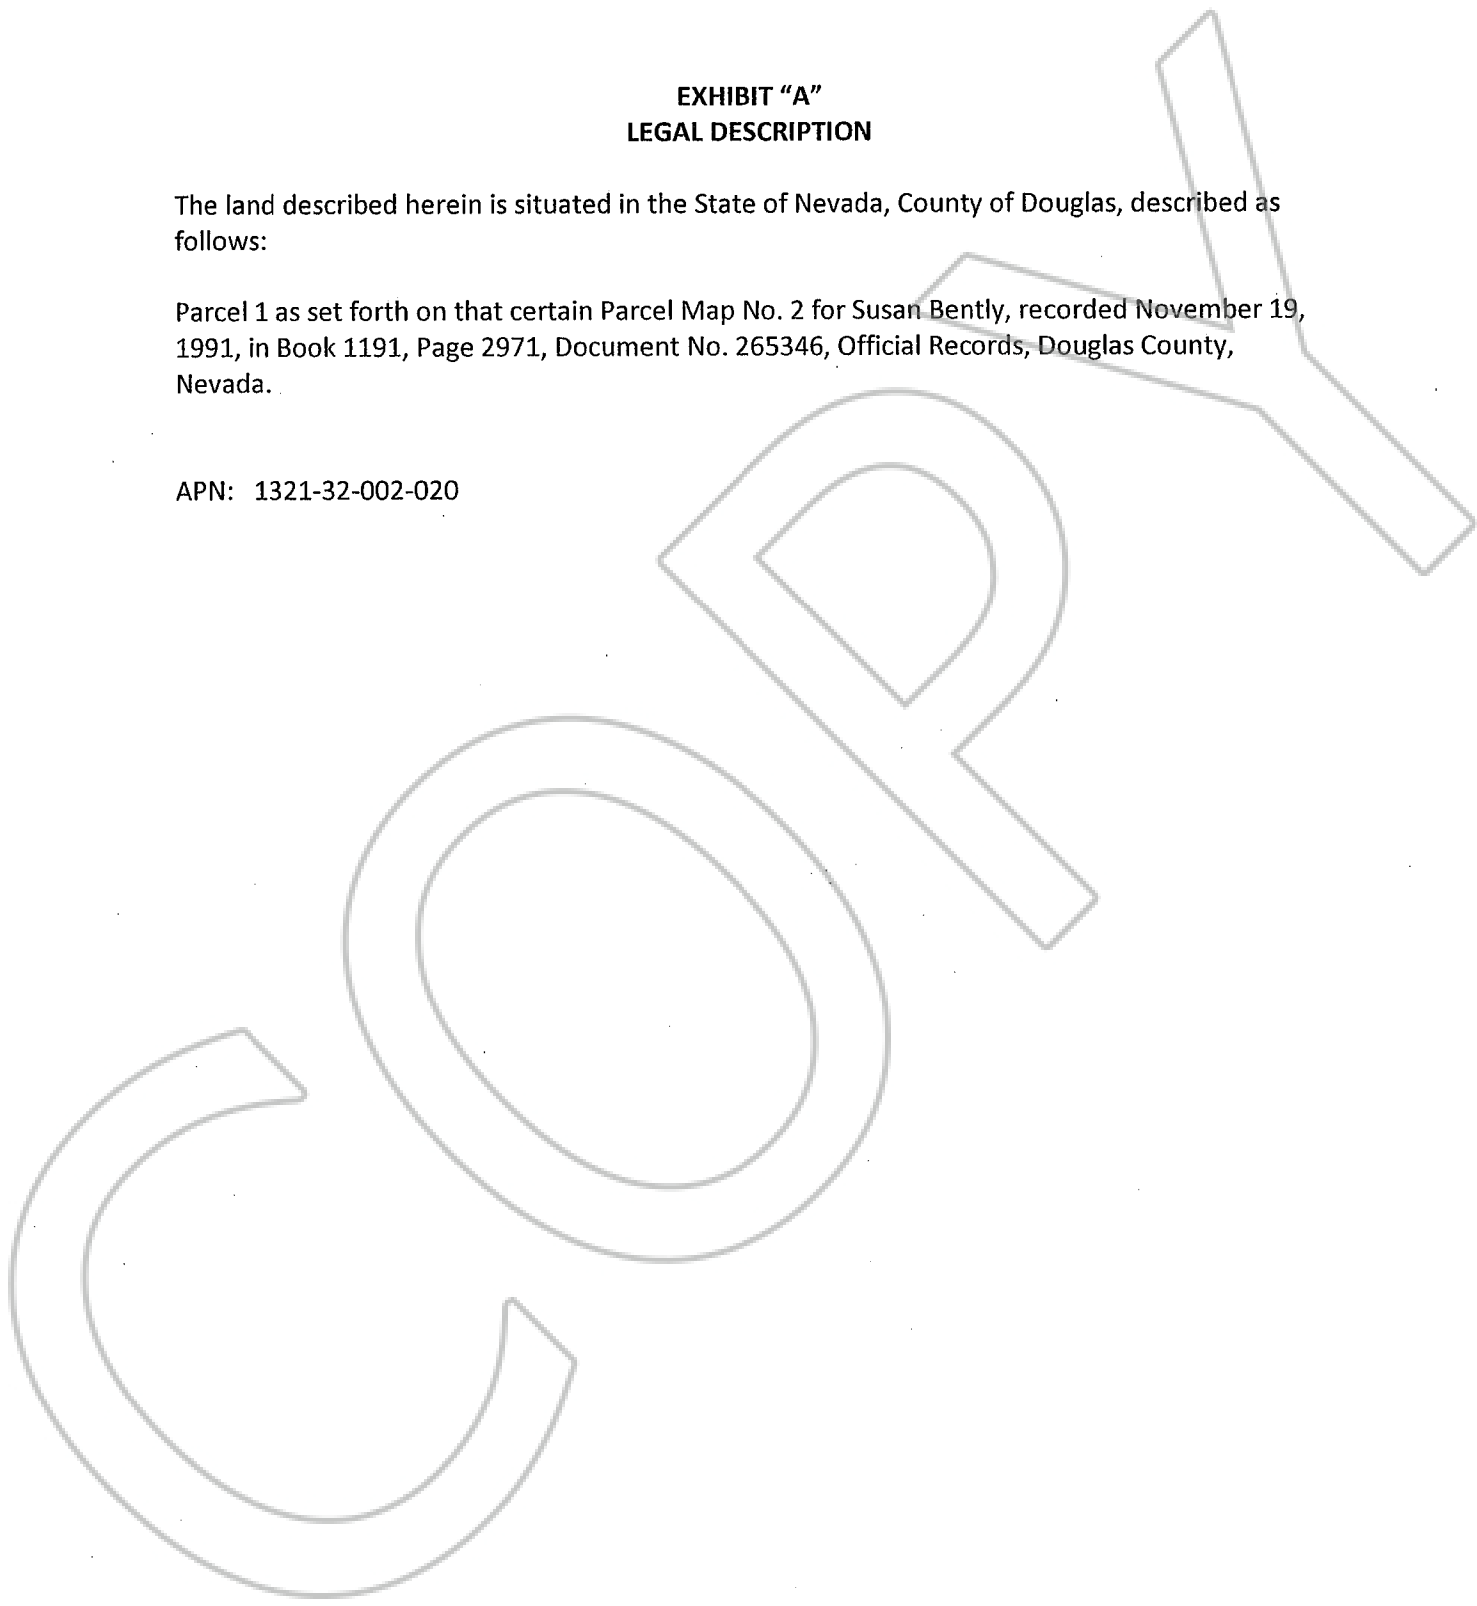 EXHIBIT “A”
LEGAL DESCRIPTION
The land described herein is situated in the State of Nevada, County of Douglas, described as
follows:
Parcel 1 as set forth on that certain Parcel Map No. 2 for Susan Bently, recorded November 19,
1991, in Book 1191, Page 2971, Document No. 265346, Official Records, Douglas County,
Nevada.
APN: 1321-32-002-020
COPY